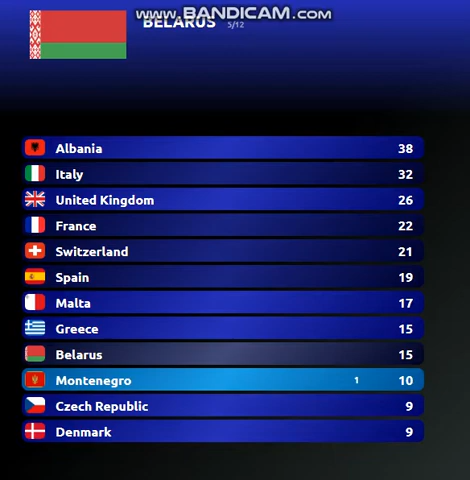 www.BANDICAM.com
BELARUS 5/12
Albania 38
Italy 32
United Kingdom 26
France 22
Switzerland 21
Spain 19
Malta 17
Greece 15
Belarus 15
Montenegro 1 10
Czech Republic 9
Denmark 9